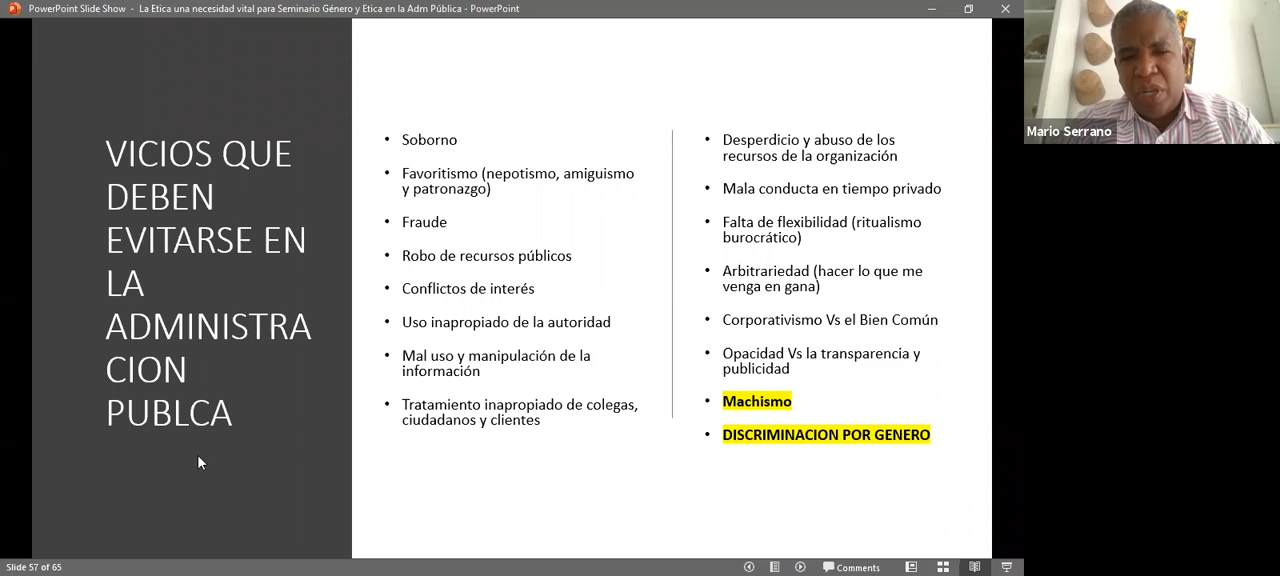 PowerPoint Slide Show - La Etica una necesidad vital para Seminario Género y Etica en la Adm Pública - PowerPoint
VICIOS QUE
DEBEN
EVITARSE EN
LA
ADMINISTRA
CION
PUBLCA
• Soborno
• Favoritismo (nepotismo, amiguismo
y patronazgo)
• Fraude
• Robo de recursos públicos
• Conflictos de interés
• Uso inapropiado de la autoridad
• Mal uso y manipulación de la
información
• Tratamiento inapropiado de colegas,
ciudadanos y clientes
• Desperdicio y abuso de los
recursos de la organización
• Mala conducta en tiempo privado
• Falta de flexibilidad (ritualismo
burocrático)
• Arbitrariedad (hacer lo que me
venga en gana)
• Corporativismo Vs el Bien Común
• Opacidad Vs la transparencia y
publicidad
• Machismo
• DISCRIMINACION POR GENERO
Mario Serrano
Slide 57 of 65
Comments